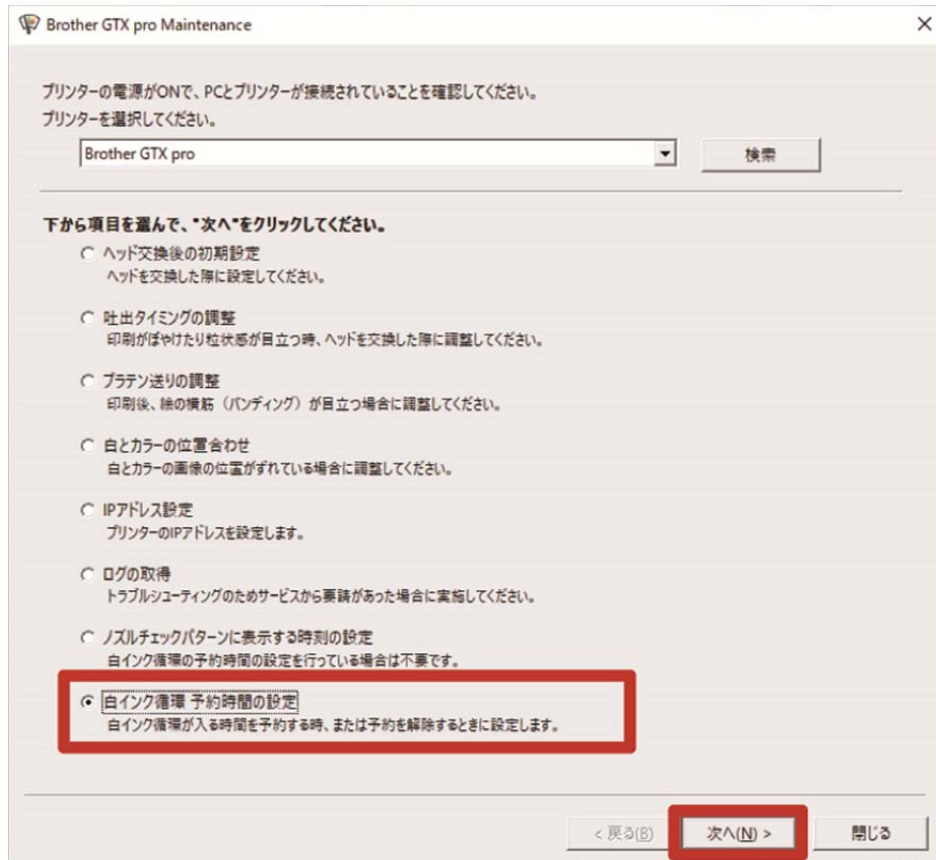 Brother GTX pro Maintenance
プリンターの電源がONで、PCとプリンターが接続されていることを確認してください。
プリンターを選択してください。
Brother GTX pro
検索
下から項目を選んで、"次へ"をクリックしてください。
ヘッド交換後の初期設定
ヘッドを交換した際に設定してください。
吐出タイミングの調整
印刷がぼやけたり粒状感が目立つ時、ヘッドを交換した際に調整してください。
プラテン送りの調整
印刷後、絵の横筋（バンディング）が目立つ場合に調整してください。
白とカラーの位置合わせ
白とカラーの画像の位置がずれている場合に調整してください。
IPアドレス設定
プリンターのIPアドレスを設定します。
ログの取得
トラブルシューティングのためサービスから要請があった場合に実施してください。
ノズルチェックパターンに表示する時刻の設定
白インク循環の予約時間の設定を行っている場合は不要です。
白インク循環 予約時間の設定
白インク循環が入る時間を予約する時、または予約を解除するときに設定します。
< 戻る(B)
次へ(N) >
閉じる